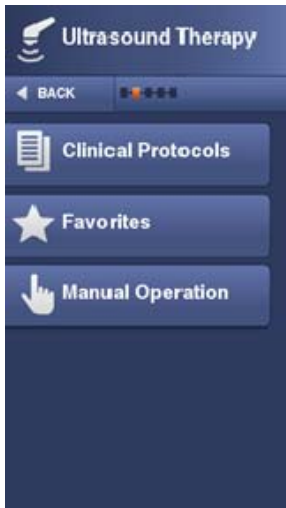 Ultrasound Therapy
BACK
Clinical Protocols
Favorites
Manual Operation